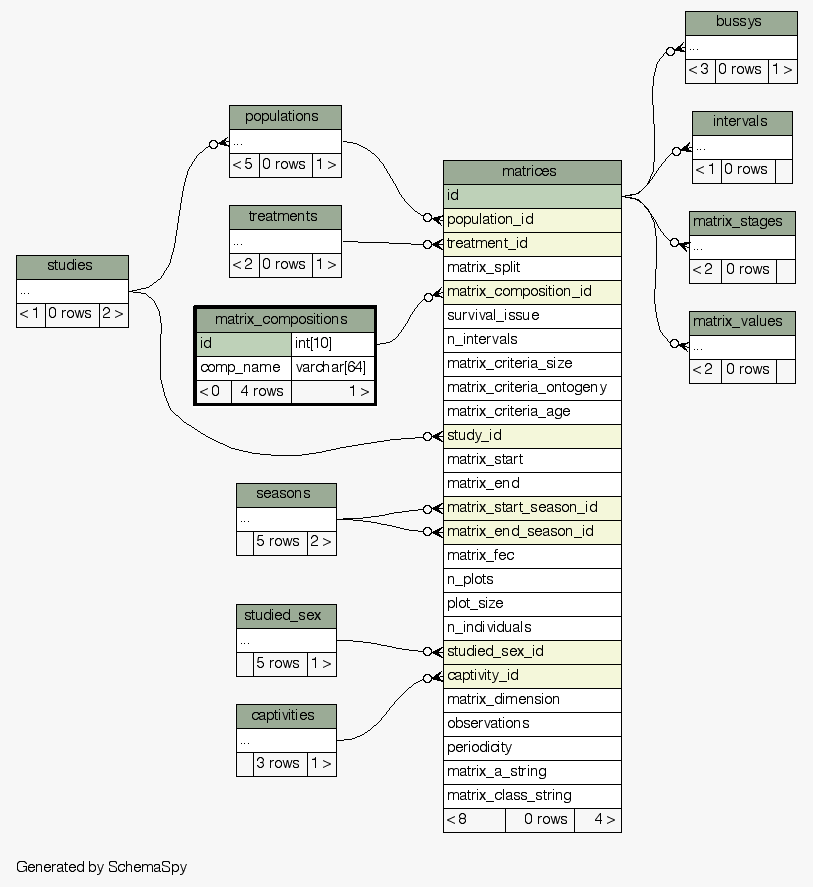 bussys
...
< 3 0 rows 1 >
populations
...
< 5 0 rows 1 >
intervals
...
< 1 0 rows
treatments
...
< 2 0 rows 1 >
matrix_stages
...
< 2 0 rows
studies
...
< 1 0 rows 2 >
matrix_compositions
id int[10]
comp_name varchar[64]
< 0 4 rows 1 >
matrix_values
...
< 2 0 rows
seasons
...
5 rows 2 >
studied_sex
...
5 rows 1 >
captivities
...
3 rows 1 >
matrices
id
population_id
treatment_id
matrix_split
matrix_composition_id
survival_issue
n_intervals
matrix_criteria_size
matrix_criteria_ontogeny
matrix_criteria_age
study_id
matrix_start
matrix_end
matrix_start_season_id
matrix_end_season_id
matrix_fec
n_plots
plot_size
n_individuals
studied_sex_id
captivity_id
matrix_dimension
observations
periodicity
matrix_a_string
matrix_class_string
< 8 0 rows 4 >
Generated by SchemaSpy